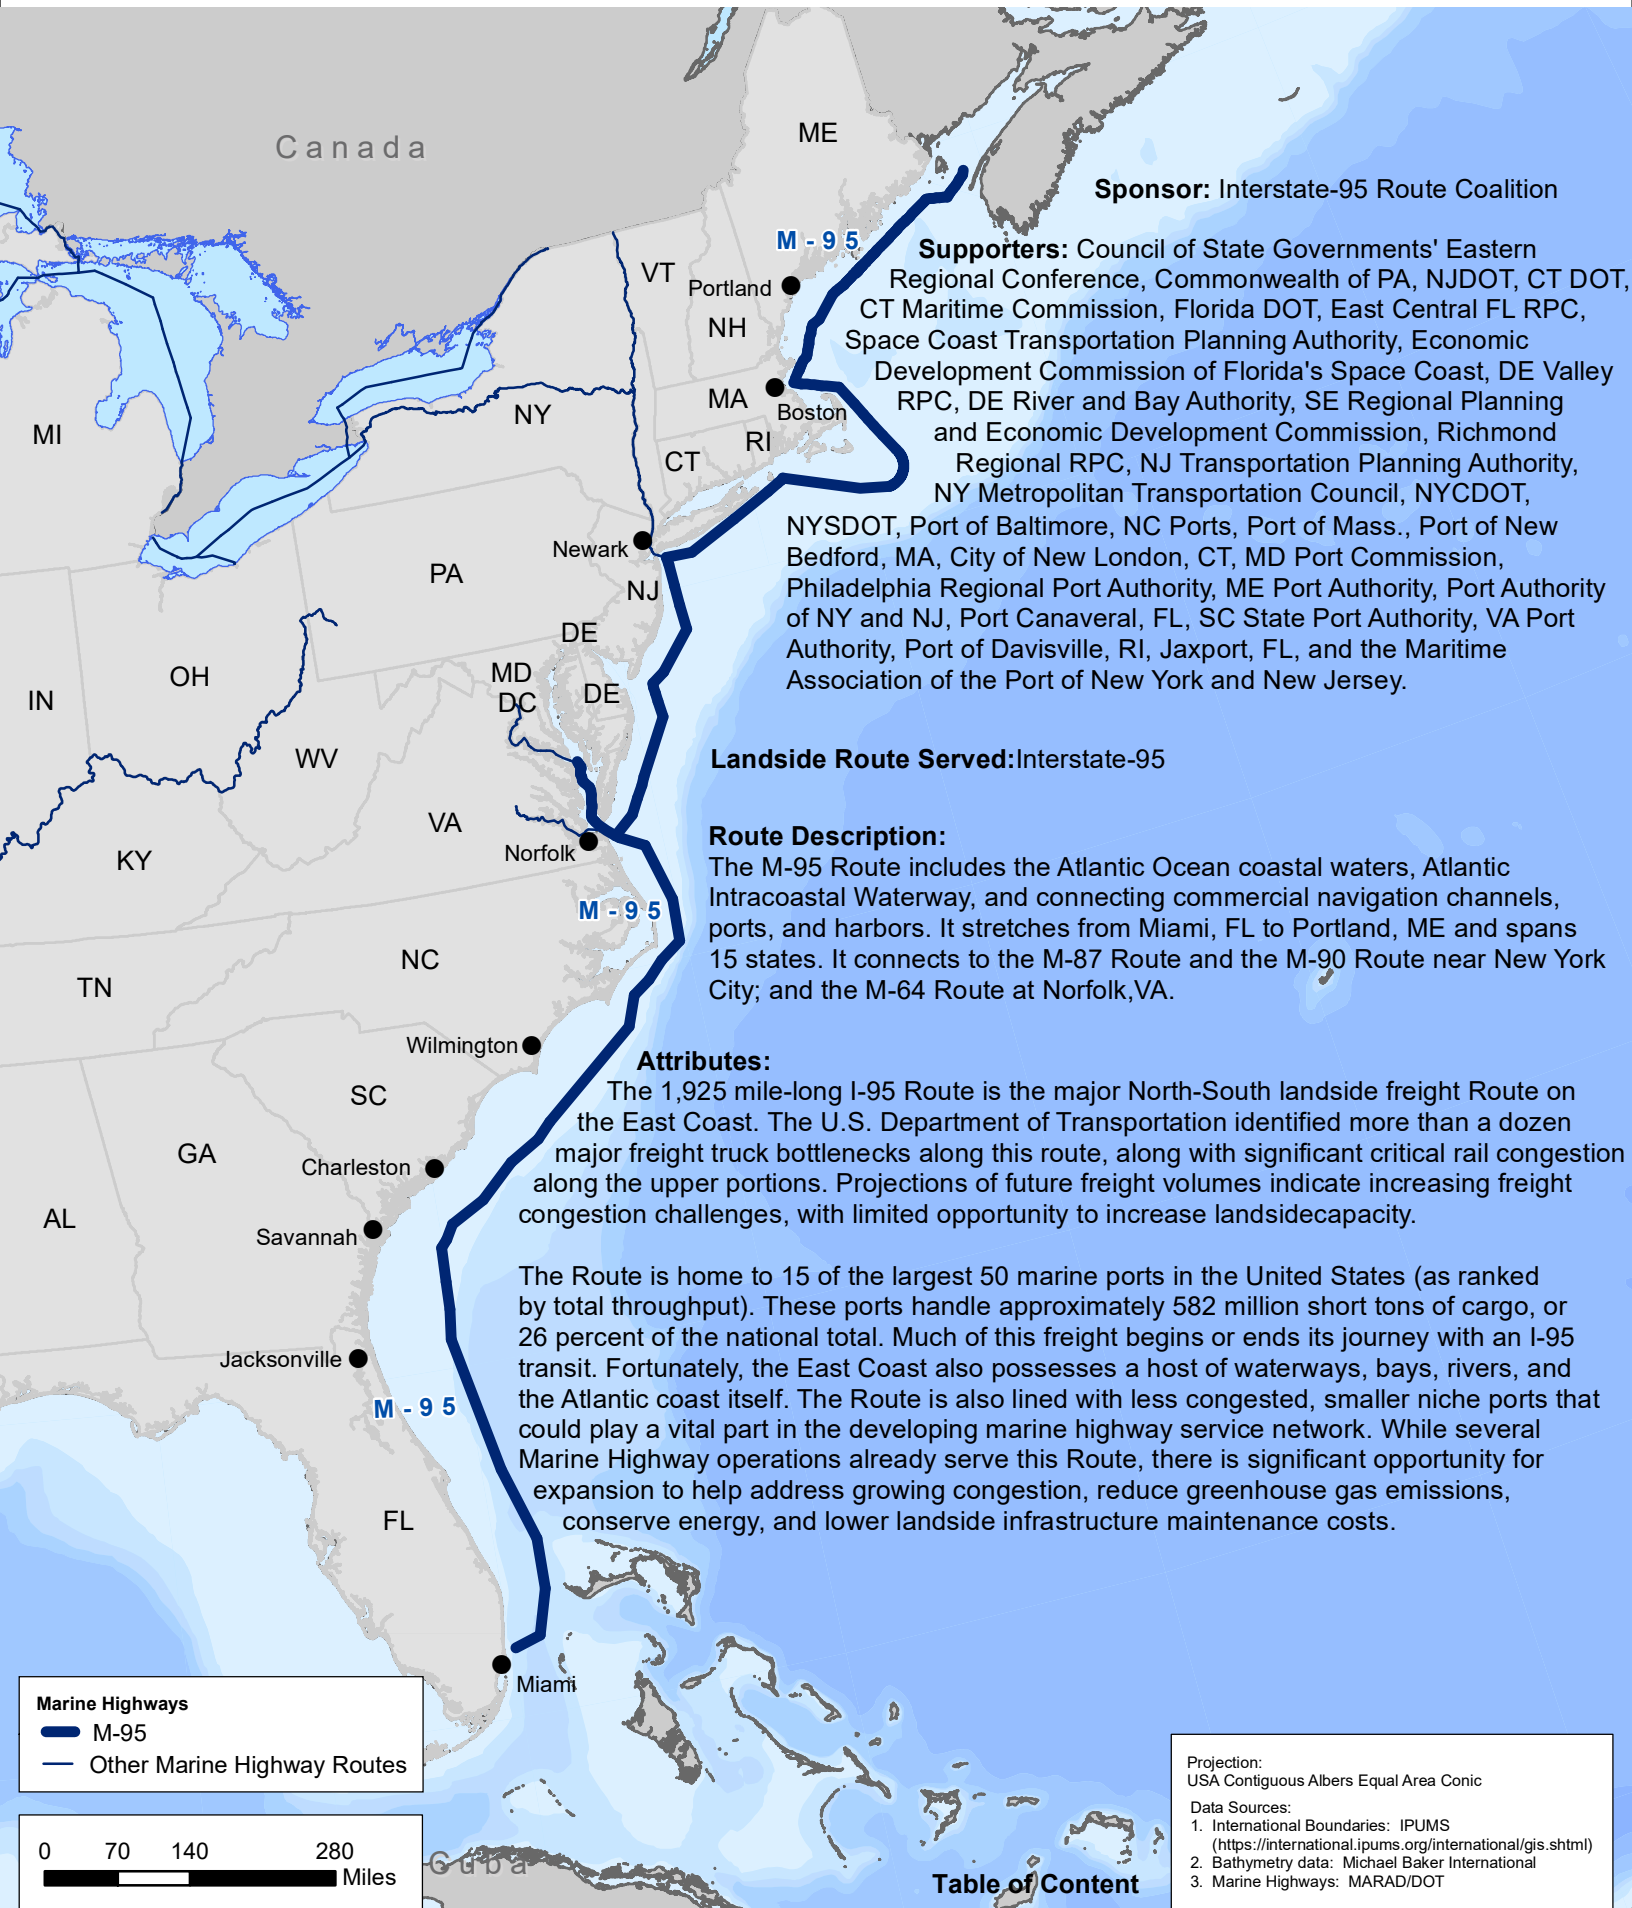 Canada
ME
Sponsor: Interstate-95 Route Coalition
M-95
Supporters: Council of State Governments' Eastern
Regional Conference, Commonwealth of PA, NJDOT, CT DOT,
CT Maritime Commission, Florida DOT, East Central FL RPC,
Space Coast Transportation Planning Authority, Economic
Development Commission of Florida's Space Coast, DE Valley
RPC, DE River and Bay Authority, SE Regional Planning
and Economic Development Commission, Richmond
Regional RPC, NJ Transportation Planning Authority,
NY Metropolitan Transportation Council, NYCDOT,
NYSDOT, Port of Baltimore, NC Ports, Port of Mass., Port of New
Bedford, MA, City of New London, CT, MD Port Commission,
Philadelphia Regional Port Authority, ME Port Authority, Port Authority
of NY and NJ, Port Canaveral, FL, SC State Port Authority, VA Port
Authority, Port of Davisville, RI, Jaxport, FL, and the Maritime
Association of the Port of New York and New Jersey.
VT
Portland
NH
MA
Boston
NY
RI
MI
CT
Newark
PA
NJ
DE
MD
OH
DE
IN
DC
WV
VA
Norfolk
KY
M-95
NC
TN
Landside Route Served:Interstate-95
Route Description:
The M-95 Route includes the Atlantic Ocean coastal waters, Atlantic
Intracoastal Waterway, and connecting commercial navigation channels,
ports, and harbors. It stretches from Miami, FL to Portland, ME and spans
15 states. It connects to the M-87 Route and the M-90 Route near New York
City; and the M-64 Route at Norfolk,VA.
Wilmington
SC
GA
Charleston
AL
Savannah
Jacksonville
M-95
FL
Miami
Attributes:
The 1,925 mile-long I-95 Route is the major North-South landside freight Route on
the East Coast. The U.S. Department of Transportation identified more than a dozen
major freight truck bottlenecks along this route, along with significant critical rail congestion
along the upper portions. Projections of future freight volumes indicate increasing freight
congestion challenges, with limited opportunity to increase landsidecapacity.
The Route is home to 15 of the largest 50 marine ports in the United States (as ranked
by total throughput). These ports handle approximately 582 million short tons of cargo, or
26 percent of the national total. Much of this freight begins or ends its journey with an I-95
transit. Fortunately, the East Coast also possesses a host of waterways, bays, rivers, and
the Atlantic coast itself. The Route is also lined with less congested, smaller niche ports that
could play a vital part in the developing marine highway service network. While several
Marine Highway operations already serve this Route, there is significant opportunity for
expansion to help address growing congestion, reduce greenhouse gas emissions,
conserve energy, and lower landside infrastructure maintenance costs.
Marine Highways
M-95
Other Marine Highway Routes
0 70 140 280
Miles
Cuba
Table of Content
Projection:
USA Contiguous Albers Equal Area Conic
Data Sources:
1. International Boundaries: IPUMS
(https://international.ipums.org/international/gis.shtml)
2. Bathymetry data: Michael Baker International
3. Marine Highways: MARAD/DOT